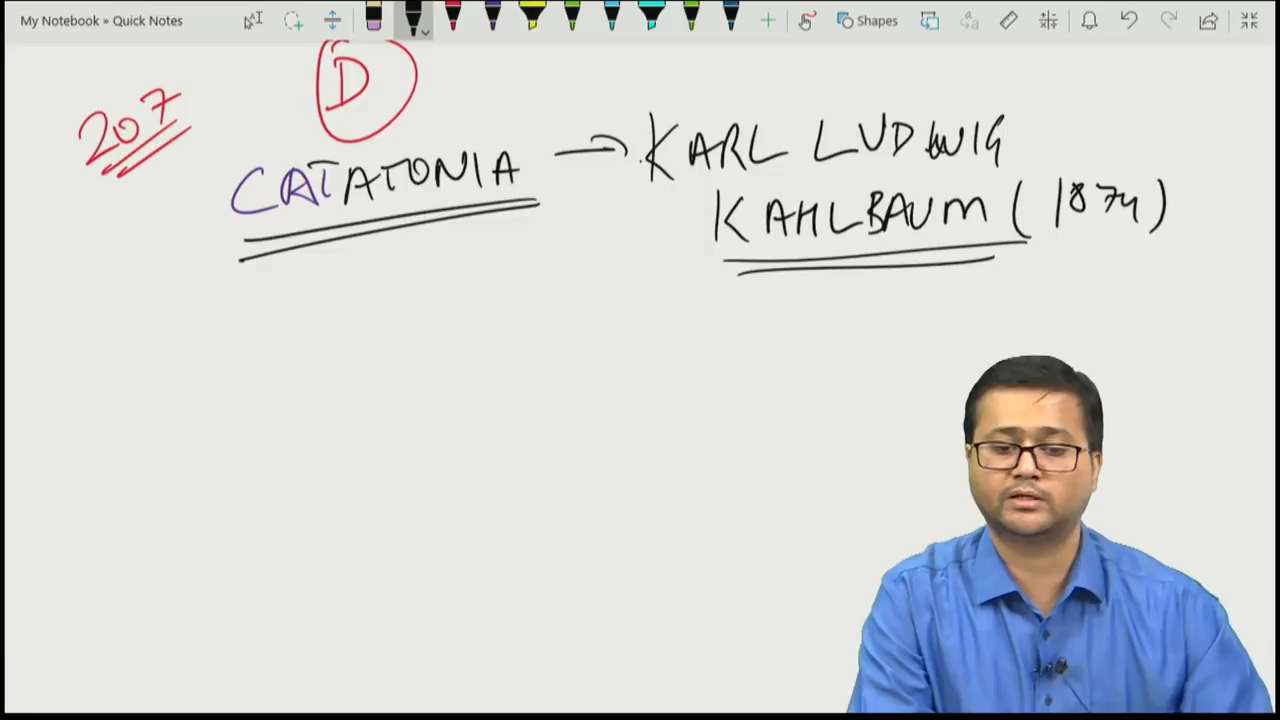 My Notebook » Quick Notes
Shapes
D
207
CATATONIA → KARL LUDWIG
KAHLBAUM (1874)